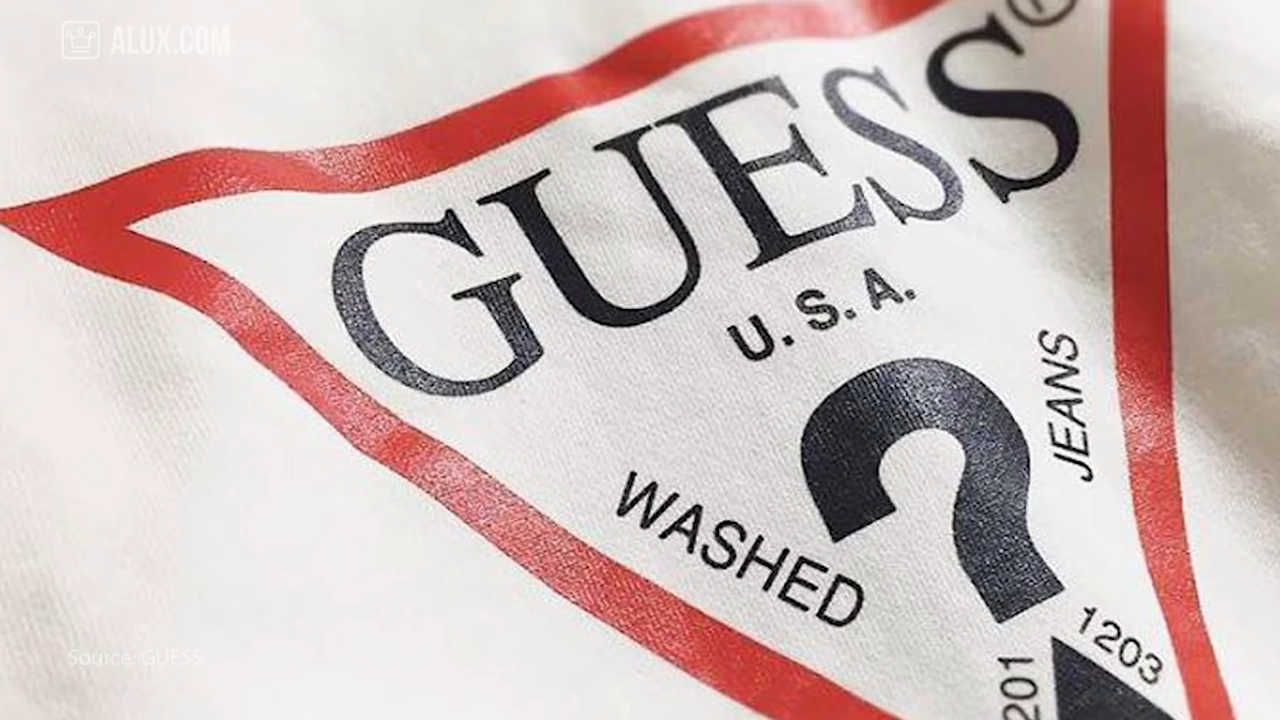 ALUX.COM
GUESS®
U.S.A.
?
WASHED
JEANS
1203
201
Source: GUESS